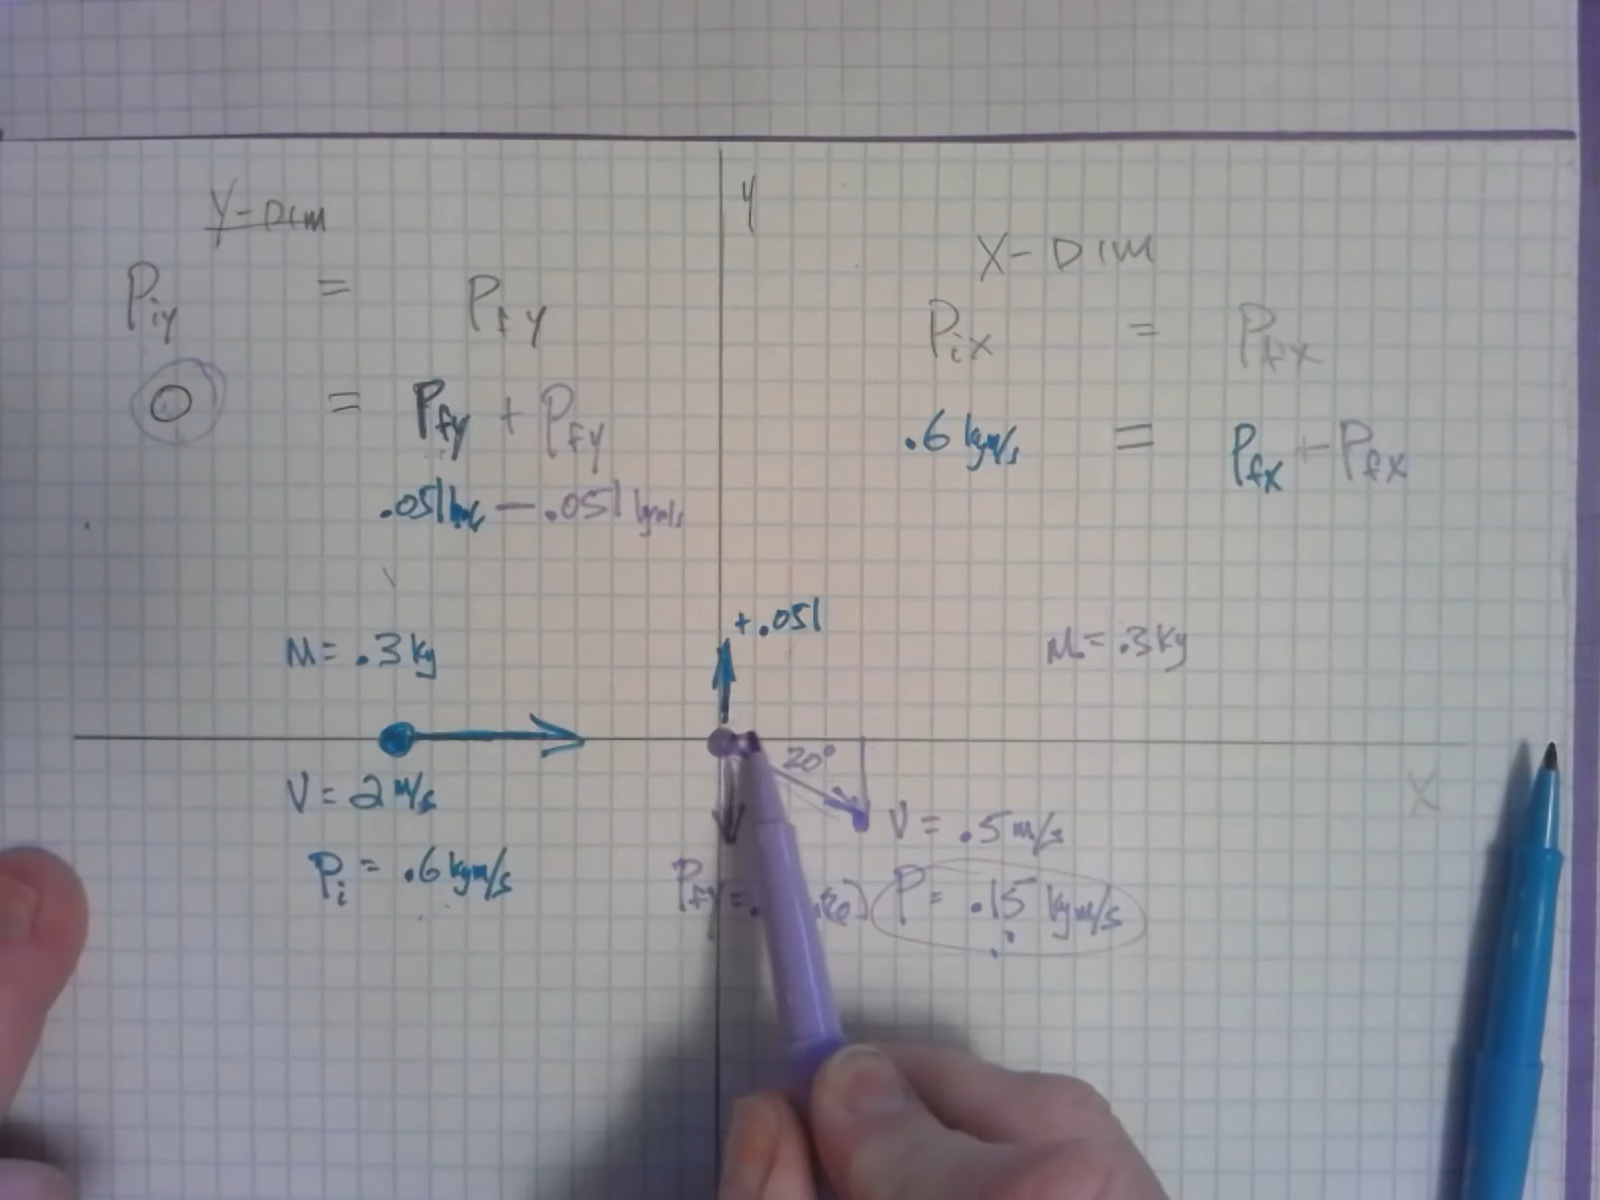 Y-DIM
Piy = Pfy
O = Pfy + Pfy
.051 - .051 kgm/s
Y
X-DIM
Pix = Pfx
.6 kgm/s = Pfx + Pfx
+.051
M = .3 kg
M = .3 kg
20°
V = 2 m/s
X
V = .5 m/s
Pi = .6 kgm/s
Pfy = .
P = .15 kgm/s